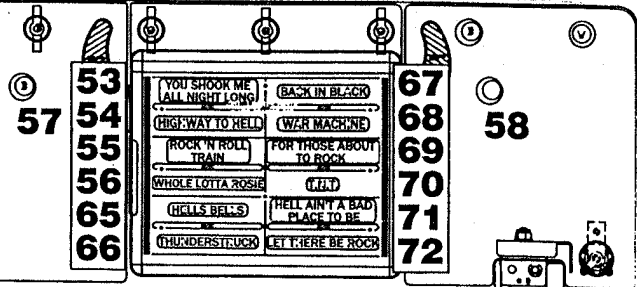 53
54
57
55
56
65
66
YOU SHOOK ME
ALL NIGHT LONG
BACK IN BLACK
HIGHWAY TO HELL
WAR MACHINE
ROCK 'N ROLL
TRAIN
FOR THOSE ABOUT
TO ROCK
WHOLE LOTTA ROSIE
T.N.T
HELLS BELLS
HELL AIN'T A BAD
PLACE TO BE
THUNDERSTRUCK
LET THERE BE ROCK
67
68
58
69
70
71
72
B
B
W